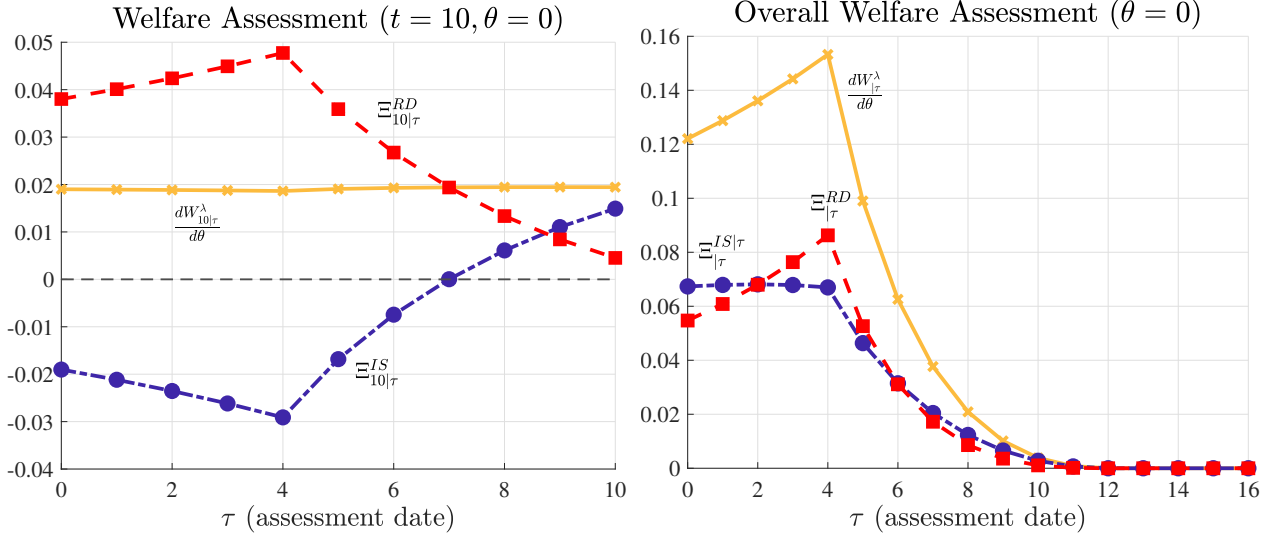 Welfare Assessment (t = 10, θ = 0)
0.05
0.04
0.03
0.02
0.01
0
-0.01
-0.02
-0.03
-0.04
Ξ^{RD}_{10|τ}
dW^λ_{10|τ}
dθ
Ξ^{IS}_{10|τ}
0 2 4 6 8 10
τ (assessment date)
Overall Welfare Assessment (θ = 0)
0.16
0.14
0.12
0.1
0.08
0.06
0.04
0.02
0
dW^λ_{|τ}
dθ
Ξ^{RD}_{|τ}
Ξ^{IS|τ}_{|τ}
0 2 4 6 8 10 12 14 16
τ (assessment date)